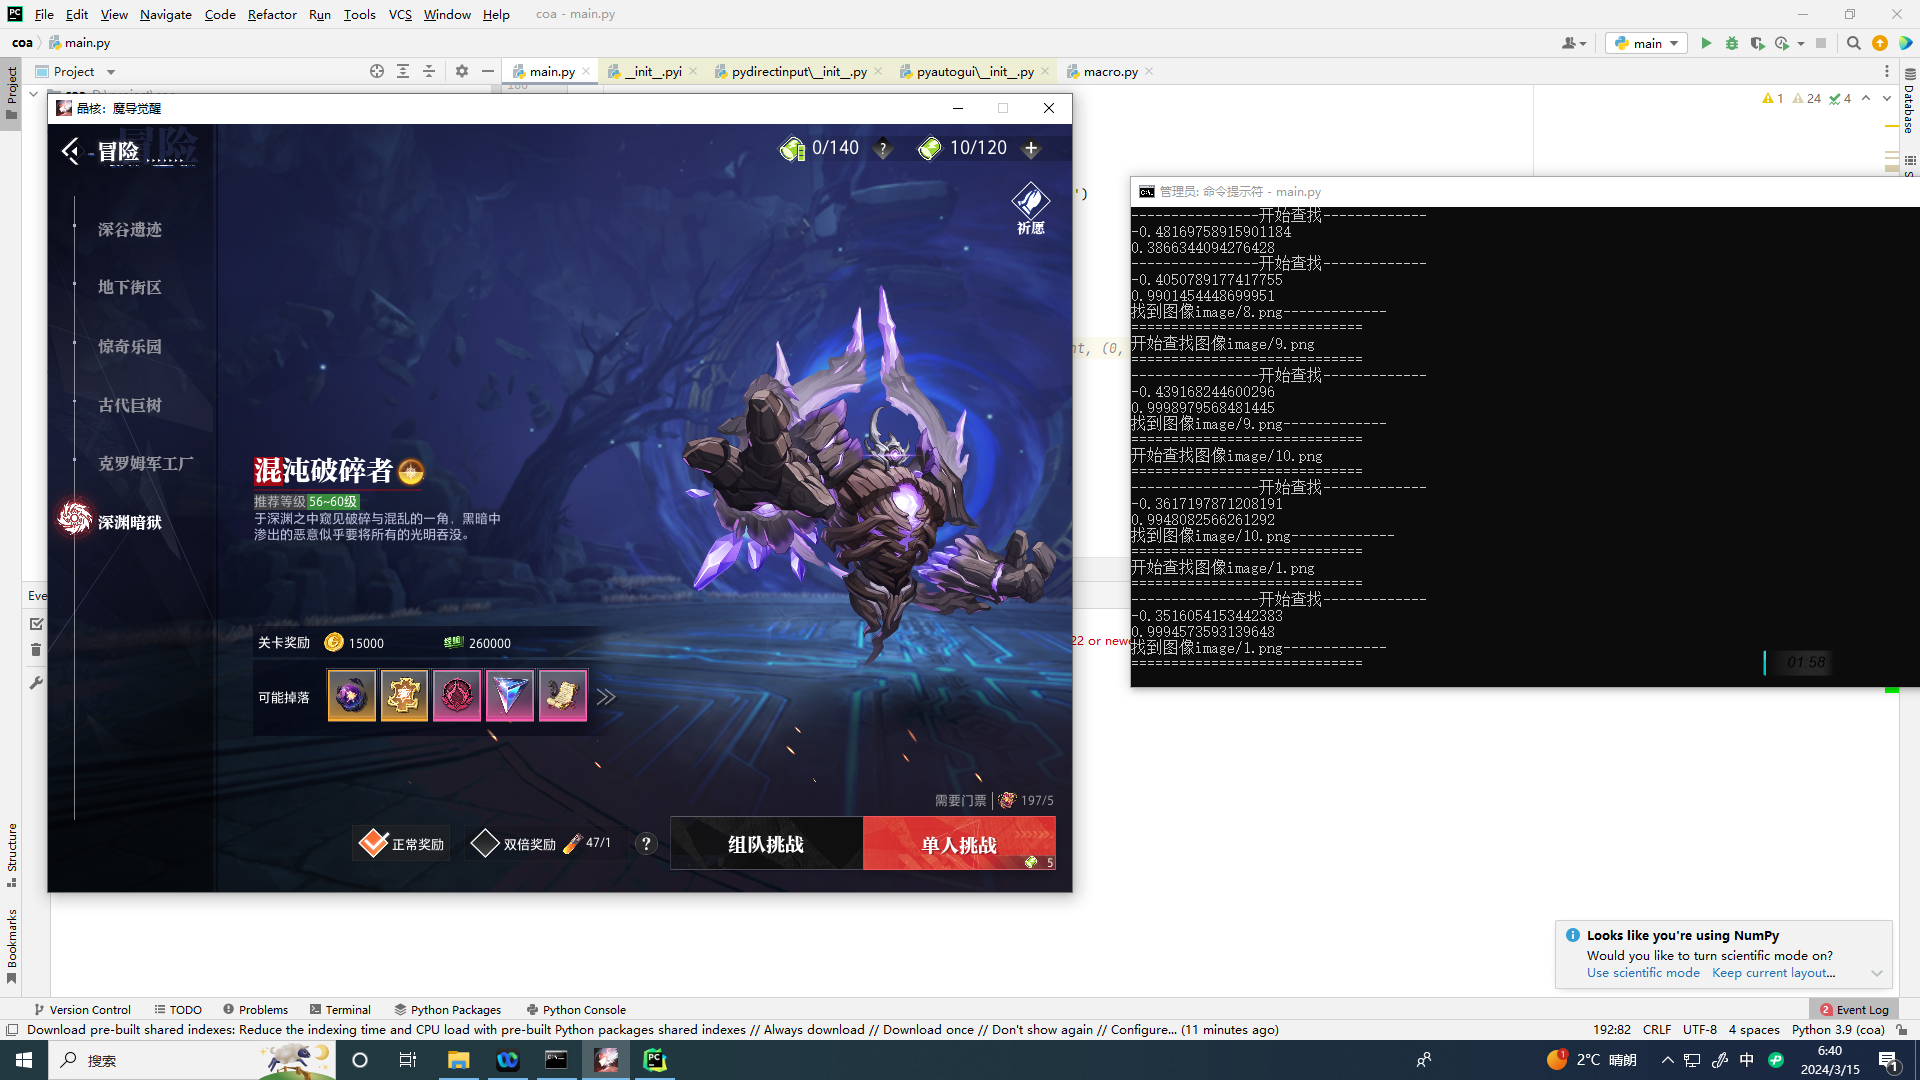 File Edit View Navigate Code Refactor Run Tools VCS Window Help coa - main.py
coa main.py
main
Project
main.py __init__.pyi pydirectinput\__init__.py pyautogui\__init__.py macro.py
1 24 4
Project
Database
晶核：魔导觉醒
冒险
0/140 ? 10/120 +
祈愿
深谷遗迹
地下街区
惊奇乐园
古代巨树
克罗姆军工厂
深渊暗狱
混沌破碎者
推荐等级 56~60级
于深渊之中窥见破碎与混乱的一角，黑暗中
渗出的恶意似乎要将所有的光明吞没。
关卡奖励 15000 260000
可能掉落
需要门票 197/5
正常奖励 双倍奖励 47/1 ?
组队挑战 单人挑战
5
')
nt, (0,
22 or newe
Eve
管理员: 命令提示符 - main.py
----------------开始查找-------------
-0.48169758915901184
0.3866344094276428
----------------开始查找-------------
-0.4050789177417755
0.9901454448699951
找到图像image/8.png-------------
=============================
开始查找图像image/9.png
=============================
----------------开始查找-------------
-0.439168244600296
0.9998979568481445
找到图像image/9.png-------------
=============================
开始查找图像image/10.png
=============================
----------------开始查找-------------
-0.3617197871208191
0.9948082566261292
找到图像image/10.png-------------
=============================
开始查找图像image/1.png
=============================
----------------开始查找-------------
-0.3516054153442383
0.9994573593139648
找到图像image/1.png-------------
=============================
01:58
Structure
Bookmarks
Looks like you're using NumPy
Would you like to turn scientific mode on?
Use scientific mode Keep current layout...
Version Control TODO Problems Terminal Python Packages Python Console
2 Event Log
Download pre-built shared indexes: Reduce the indexing time and CPU load with pre-built Python packages shared indexes // Always download // Download once // Don't show again // Configure... (11 minutes ago)
192:82 CRLF UTF-8 4 spaces Python 3.9 (coa)
搜索
1 2°C 晴朗 中
6:40
2024/3/15
1